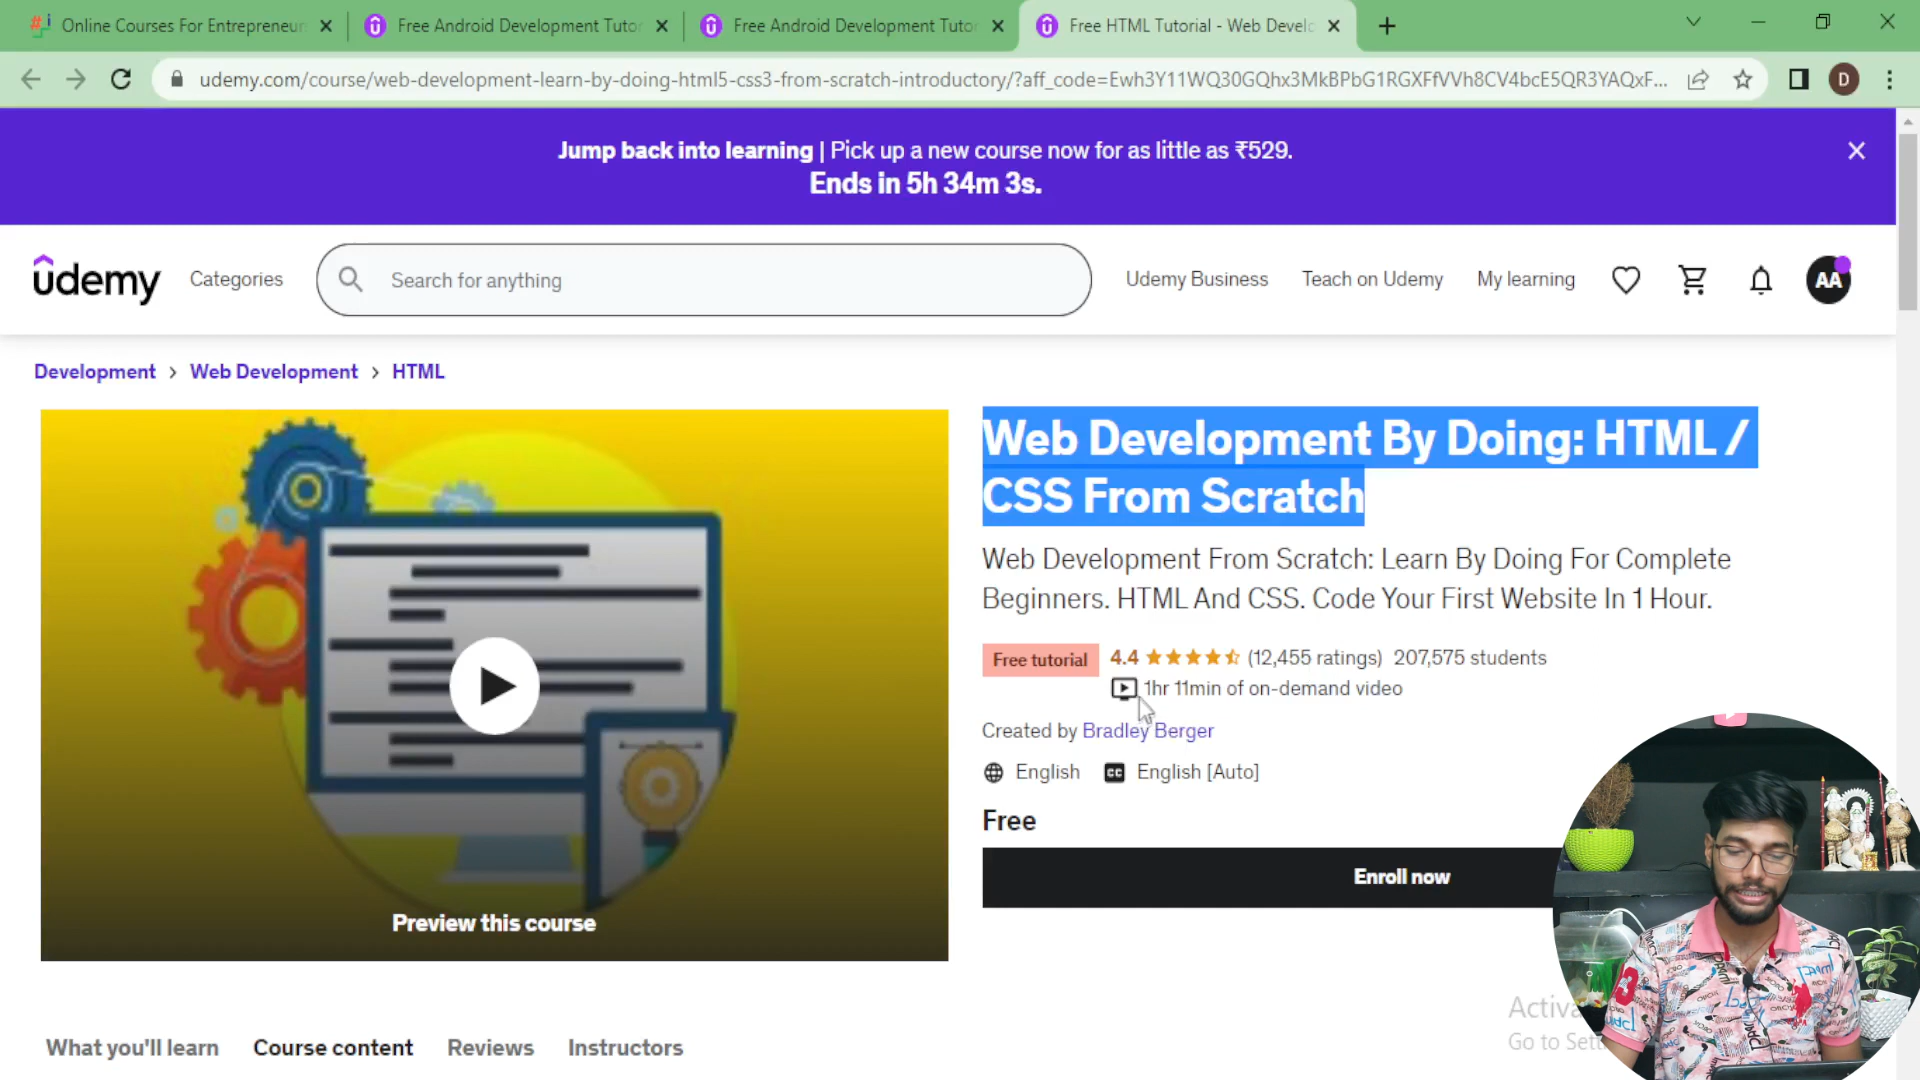 Online Courses For Entrepreneur
Free Android Development Tutor
Free Android Development Tutor
Free HTML Tutorial - Web Develo
udemy.com/course/web-development-learn-by-doing-html5-css3-from-scratch-introductory/?aff_code=Ewh3Y11WQ30GQhx3MkBPbG1RGXFfVVh8CV4bcE5QR3YAQxF...
D
Jump back into learning | Pick up a new course now for as little as ₹529.
Ends in 5h 34m 3s.
udemy
Categories
Search for anything
Udemy Business
Teach on Udemy
My learning
AA
Development > Web Development > HTML
Web Development By Doing: HTML /
CSS From Scratch
Web Development From Scratch: Learn By Doing For Complete
Beginners. HTML And CSS. Code Your First Website In 1 Hour.
Free tutorial 4.4 (12,455 ratings) 207,575 students
1hr 11min of on-demand video
Created by Bradley Berger
English CC English [Auto]
Free
Enroll now
Preview this course
What you'll learn
Course content
Reviews
Instructors
Activa
Go to Sett